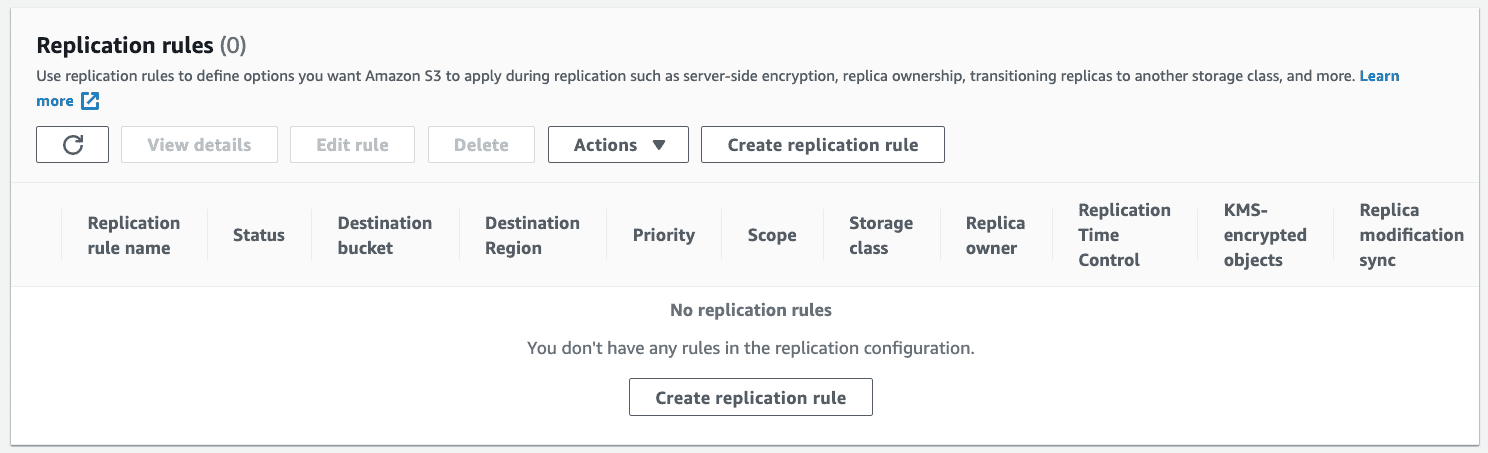 Replication rules (0)
Use replication rules to define options you want Amazon S3 to apply during replication such as server-side encryption, replica ownership, transitioning replicas to another storage class, and more. Learn
more
View details Edit rule Delete Actions Create replication rule
Replication rule name Status Destination bucket Destination Region Priority Scope Storage class Replica owner Replication Time Control KMS-encrypted objects Replica modification sync
No replication rules
You don't have any rules in the replication configuration.
Create replication rule